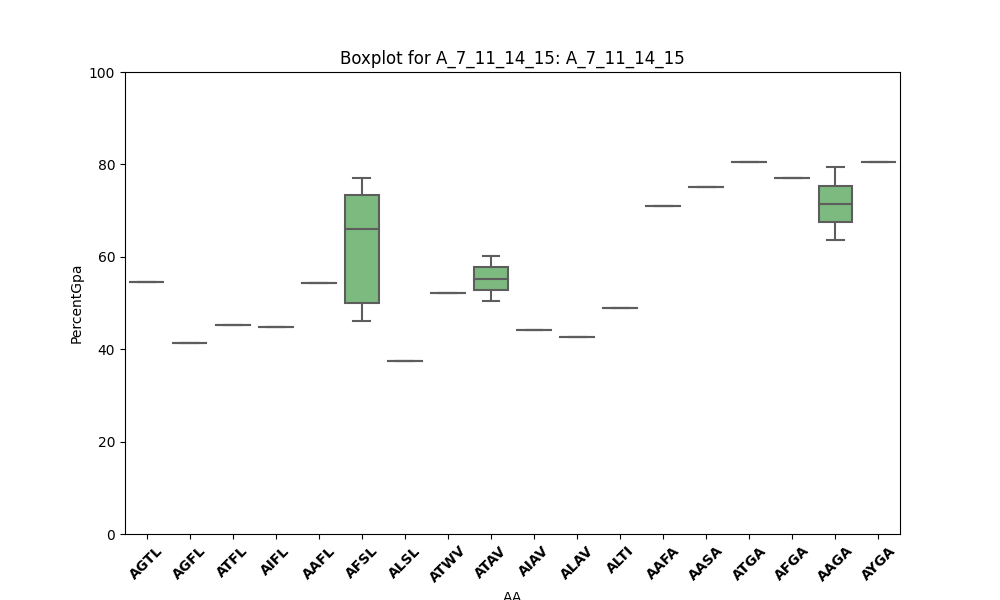 Boxplot for A_7_11_14_15: A_7_11_14_15
100
80
60
40
20
0
PercentGpa
AGTL AGFL ATFL AIFL AAFL AFSL ALSL ATWV ATAV AIAV ALAV ALTI AAFA AASA ATGA AFGA AAGA AYGA
AA